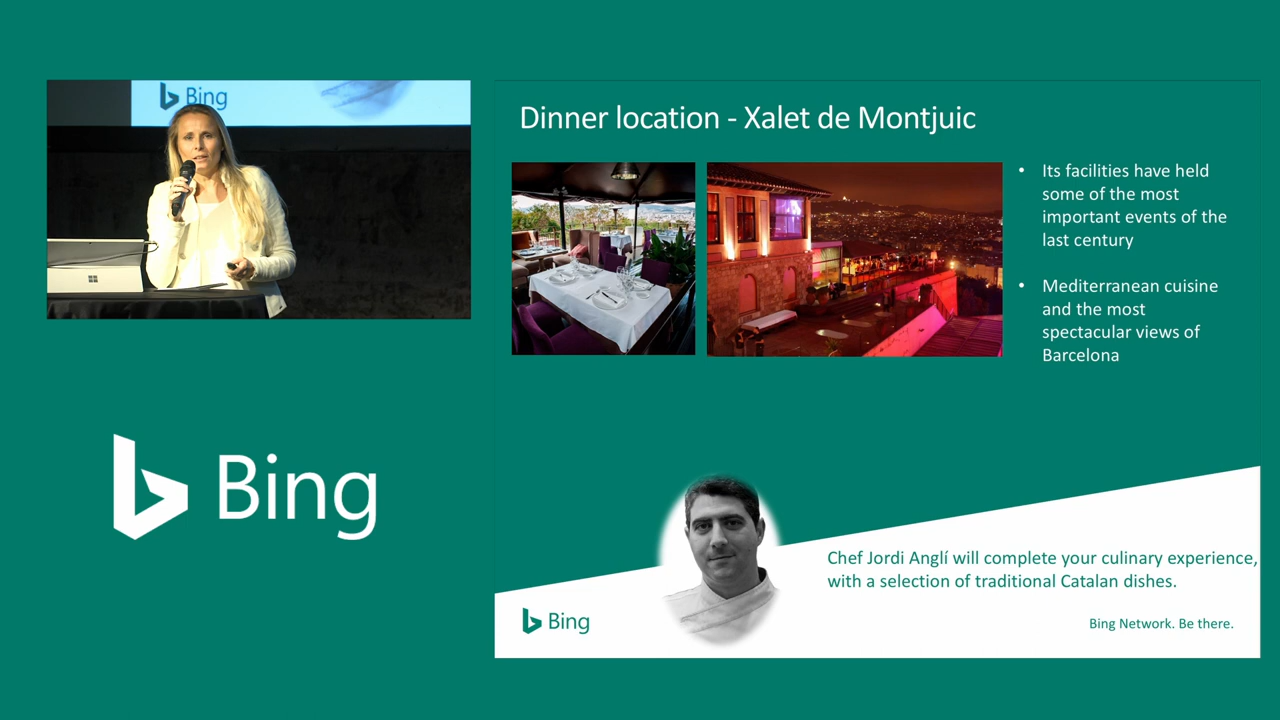 Bing
Dinner location - Xalet de Montjuic
• Its facilities have held
some of the most
important events of the
last century
• Mediterranean cuisine
and the most
spectacular views of
Barcelona
Bing
Chef Jordi Anglí will complete your culinary experience,
with a selection of traditional Catalan dishes.
Bing
Bing Network. Be there.